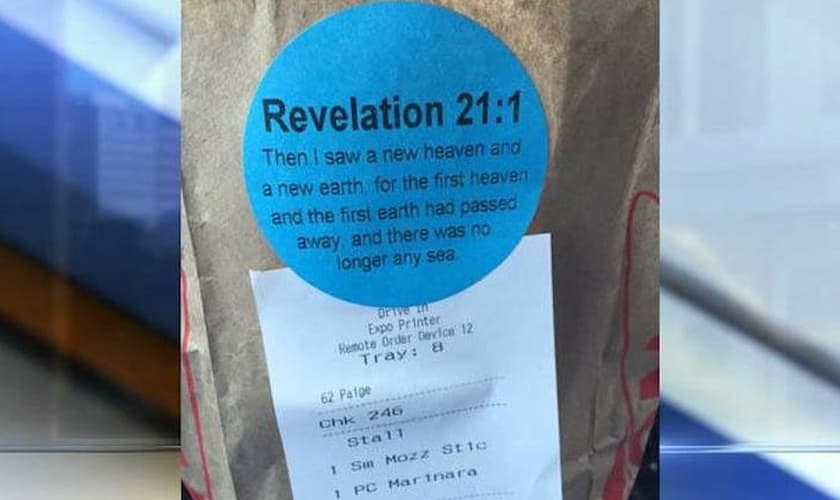 Revelation 21:1
Then I saw a new heaven and
a new earth, for the first heaven
and the first earth had passed
away, and there was no
longer any sea.
Drive In
Expo Printer
Remote Order Device 12
Tray: 8
62 Paige
Chk 246
Stall
1 Sm Mozz Stic
1 PC Marinara